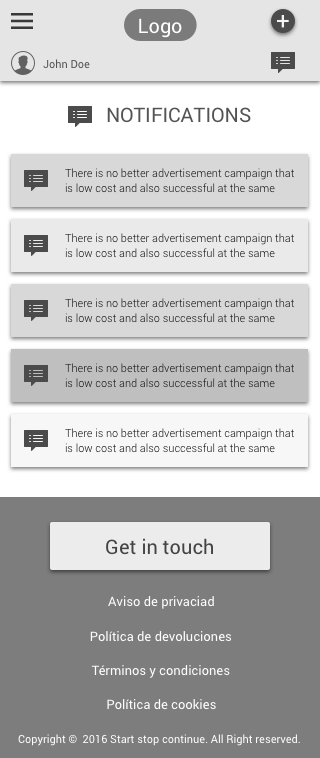 Logo
John Doe
NOTIFICATIONS
There is no better advertisement campaign that
is low cost and also successful at the same
There is no better advertisement campaign that
is low cost and also successful at the same
There is no better advertisement campaign that
is low cost and also successful at the same
There is no better advertisement campaign that
is low cost and also successful at the same
There is no better advertisement campaign that
is low cost and also successful at the same
Get in touch
Aviso de privaciad
Política de devoluciones
Términos y condiciones
Política de cookies
Copyright © 2016 Start stop continue. All Right reserved.